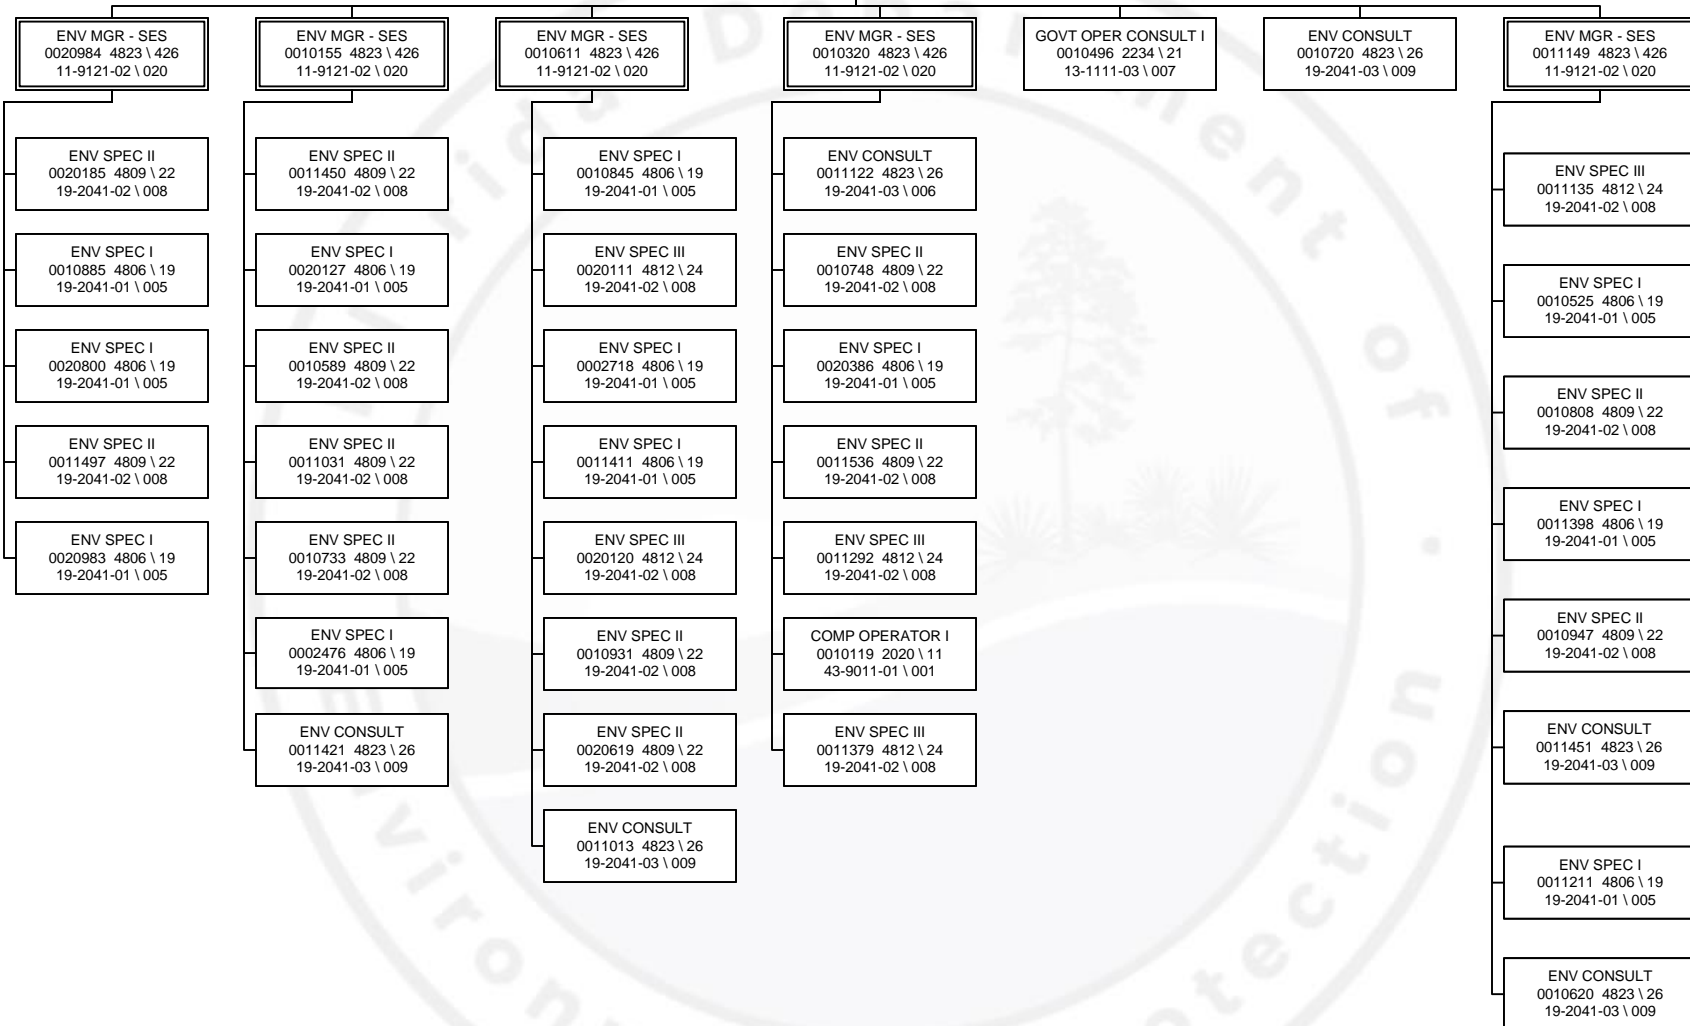 ENV MGR - SES
0020984 4823 \ 426
11-9121-02 \ 020
ENV MGR - SES
0010155 4823 \ 426
11-9121-02 \ 020
ENV MGR - SES
0010611 4823 \ 426
11-9121-02 \ 020
ENV MGR - SES
0010320 4823 \ 426
11-9121-02 \ 020
GOVT OPER CONSULT I
0010496 2234 \ 21
13-1111-03 \ 007
ENV CONSULT
0010720 4823 \ 26
19-2041-03 \ 009
ENV MGR - SES
0011149 4823 \ 426
11-9121-02 \ 020
ENV SPEC II
0020185 4809 \ 22
19-2041-02 \ 008
ENV SPEC I
0010885 4806 \ 19
19-2041-01 \ 005
ENV SPEC I
0020800 4806 \ 19
19-2041-01 \ 005
ENV SPEC II
0011497 4809 \ 22
19-2041-02 \ 008
ENV SPEC I
0020983 4806 \ 19
19-2041-01 \ 005
ENV SPEC II
0011450 4809 \ 22
19-2041-02 \ 008
ENV SPEC I
0020127 4806 \ 19
19-2041-01 \ 005
ENV SPEC II
0010589 4809 \ 22
19-2041-02 \ 008
ENV SPEC II
0011031 4809 \ 22
19-2041-02 \ 008
ENV SPEC II
0010733 4809 \ 22
19-2041-02 \ 008
ENV SPEC I
0002476 4806 \ 19
19-2041-01 \ 005
ENV CONSULT
0011421 4823 \ 26
19-2041-03 \ 009
ENV SPEC I
0010845 4806 \ 19
19-2041-01 \ 005
ENV SPEC III
0020111 4812 \ 24
19-2041-02 \ 008
ENV SPEC I
0002718 4806 \ 19
19-2041-01 \ 005
ENV SPEC I
0011411 4806 \ 19
19-2041-01 \ 005
ENV SPEC III
0020120 4812 \ 24
19-2041-02 \ 008
ENV SPEC II
0010931 4809 \ 22
19-2041-02 \ 008
ENV SPEC II
0020619 4809 \ 22
19-2041-02 \ 008
ENV CONSULT
0011013 4823 \ 26
19-2041-03 \ 009
ENV CONSULT
0011122 4823 \ 26
19-2041-03 \ 006
ENV SPEC II
0010748 4809 \ 22
19-2041-02 \ 008
ENV SPEC I
0020386 4806 \ 19
19-2041-01 \ 005
ENV SPEC II
0011536 4809 \ 22
19-2041-02 \ 008
ENV SPEC III
0011292 4812 \ 24
19-2041-02 \ 008
COMP OPERATOR I
0010119 2020 \ 11
43-9011-01 \ 001
ENV SPEC III
0011379 4812 \ 24
19-2041-02 \ 008
ENV SPEC III
0011135 4812 \ 24
19-2041-02 \ 008
ENV SPEC I
0010525 4806 \ 19
19-2041-01 \ 005
ENV SPEC II
0010808 4809 \ 22
19-2041-02 \ 008
ENV SPEC I
0011398 4806 \ 19
19-2041-01 \ 005
ENV SPEC II
0010947 4809 \ 22
19-2041-02 \ 008
ENV CONSULT
0011451 4823 \ 26
19-2041-03 \ 009
ENV SPEC I
0011211 4806 \ 19
19-2041-01 \ 005
ENV CONSULT
0010620 4823 \ 26
19-2041-03 \ 009